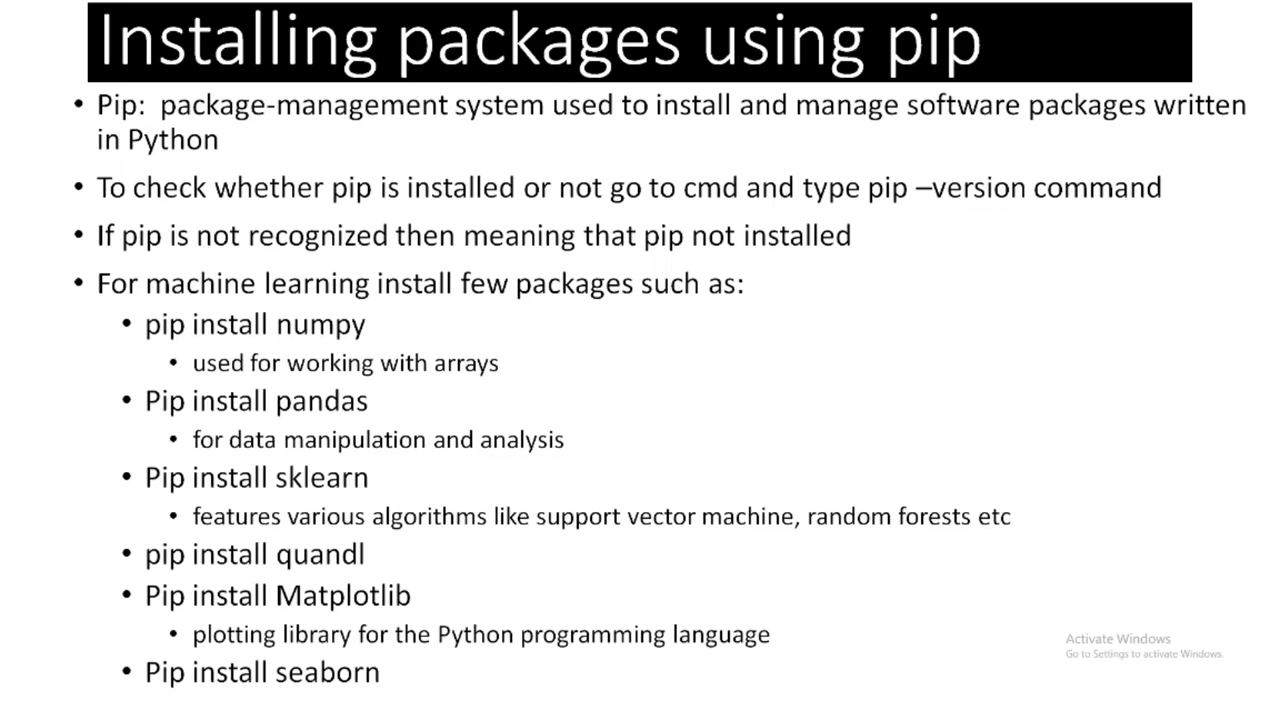 Installing packages using pip
• Pip: package-management system used to install and manage software packages written
in Python
• To check whether pip is installed or not go to cmd and type pip –version command
• If pip is not recognized then meaning that pip not installed
• For machine learning install few packages such as:
• pip install numpy
• used for working with arrays
• Pip install pandas
• for data manipulation and analysis
• Pip install sklearn
• features various algorithms like support vector machine, random forests etc
• pip install quandl
• Pip install Matplotlib
• plotting library for the Python programming language
• Pip install seaborn
Activate Windows
Go to Settings to activate Windows.